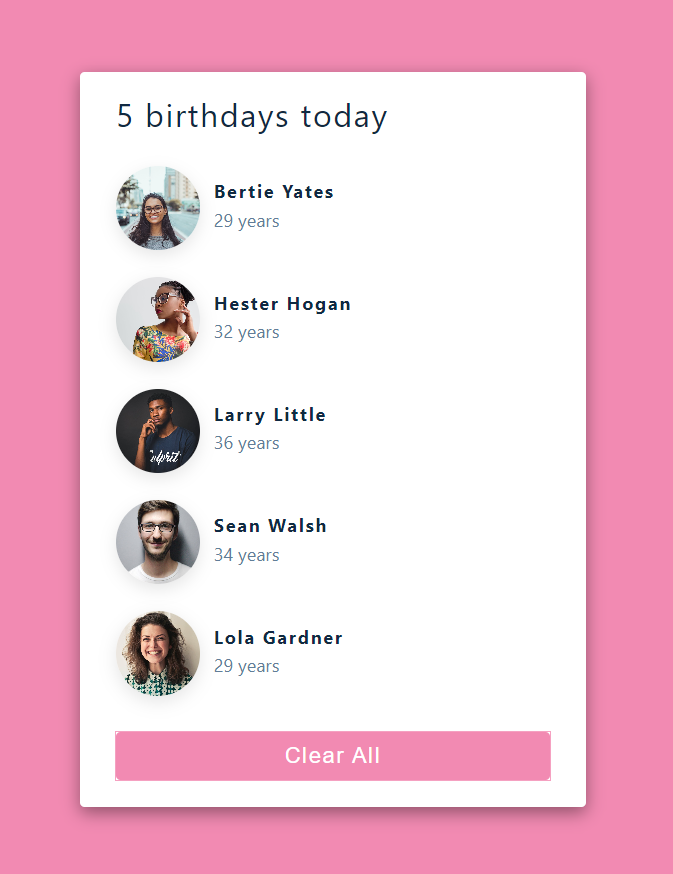 5 birthdays today
Bertie Yates
29 years
Hester Hogan
32 years
Larry Little
36 years
Sean Walsh
34 years
Lola Gardner
29 years
Clear All